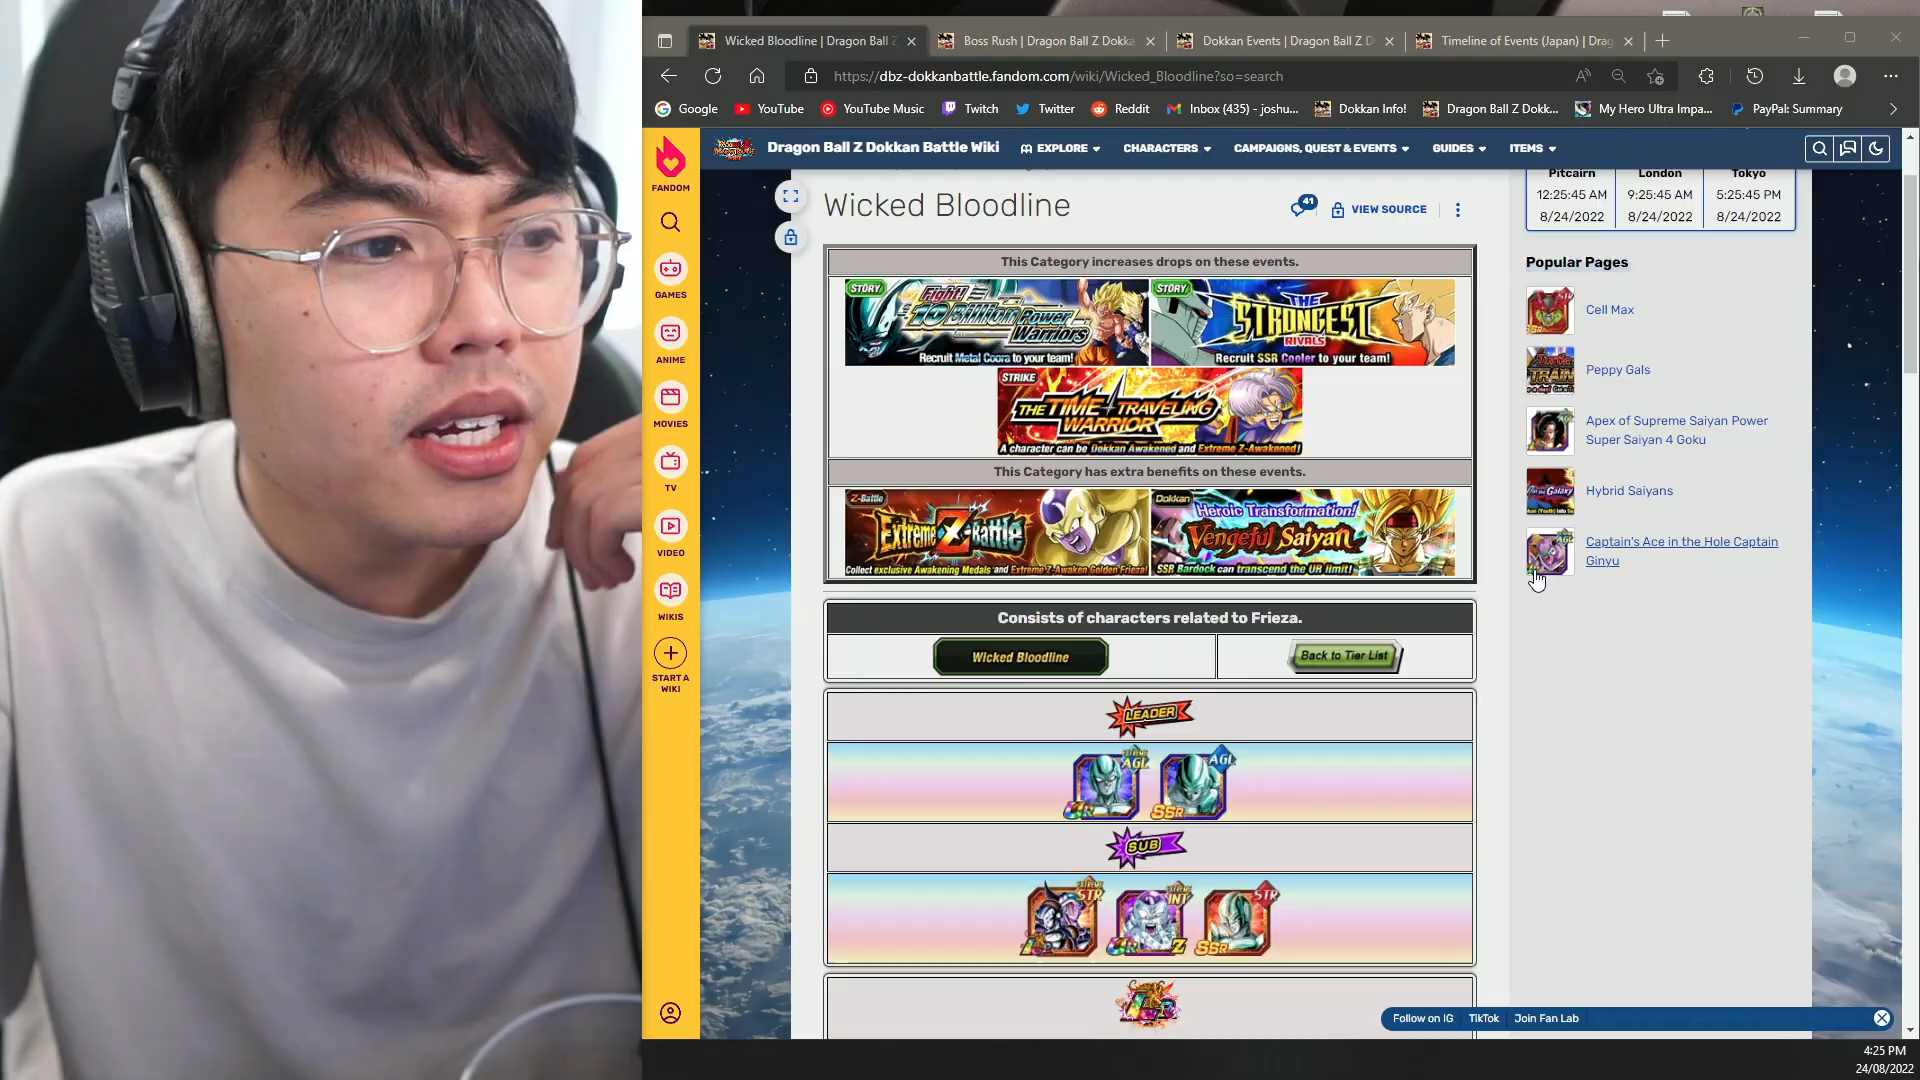 Wicked Bloodline | Dragon Ball Z
Boss Rush | Dragon Ball Z Dokka
Dokkan Events | Dragon Ball Z D
Timeline of Events (Japan) | Drag
https://dbz-dokkanbattle.fandom.com/wiki/Wicked_Bloodline?so=search
Google YouTube YouTube Music Twitch Twitter Reddit Inbox (435) - joshu... Dokkan Info! Dragon Ball Z Dokk... My Hero Ultra Impa... PayPal: Summary
FANDOM
GAMES
ANIME
MOVIES
TV
VIDEO
WIKIS
START A
WIKI
Dragon Ball Z Dokkan Battle Wiki EXPLORE CHARACTERS CAMPAIGNS, QUEST & EVENTS GUIDES ITEMS
Pitcairn London Tokyo
12:25:45 AM 9:25:45 AM 5:25:45 PM
8/24/2022 8/24/2022 8/24/2022
Wicked Bloodline
41
VIEW SOURCE
This Category increases drops on these events.
STORY
Fight!
10 Billion Power
Warriors
Recruit Metal Coora to your team!
STORY
THE
STRONGEST
RIVALS
Recruit SSR Cooler to your team!
STRIKE
THE TIME TRAVELING
WARRIOR
A character can be Dokkan Awakened and Extreme Z-Awakened!
This Category has extra benefits on these events.
Z-Battle
Extreme Z-Battle
Collect exclusive Awakening Medals and Extreme Z-Awaken Golden Frieza!
Dokkan
Heroic Transformation!
Vengeful Saiyan
SSR Bardock can transcend the UR limit!
Consists of characters related to Frieza.
Wicked Bloodline
Back to Tier List
LEADER
EXTREME
AGL
UR
AGL
SSR
SUB
EXTREME
STR
EXTREME
INT
UR
Z
STR
SSR
LR
Popular Pages
Cell Max
Peppy Gals
Apex of Supreme Saiyan Power
Super Saiyan 4 Goku
Hybrid Saiyans
Captain's Ace in the Hole Captain
Ginyu
Follow on IG TikTok Join Fan Lab
4:25 PM
24/08/2022